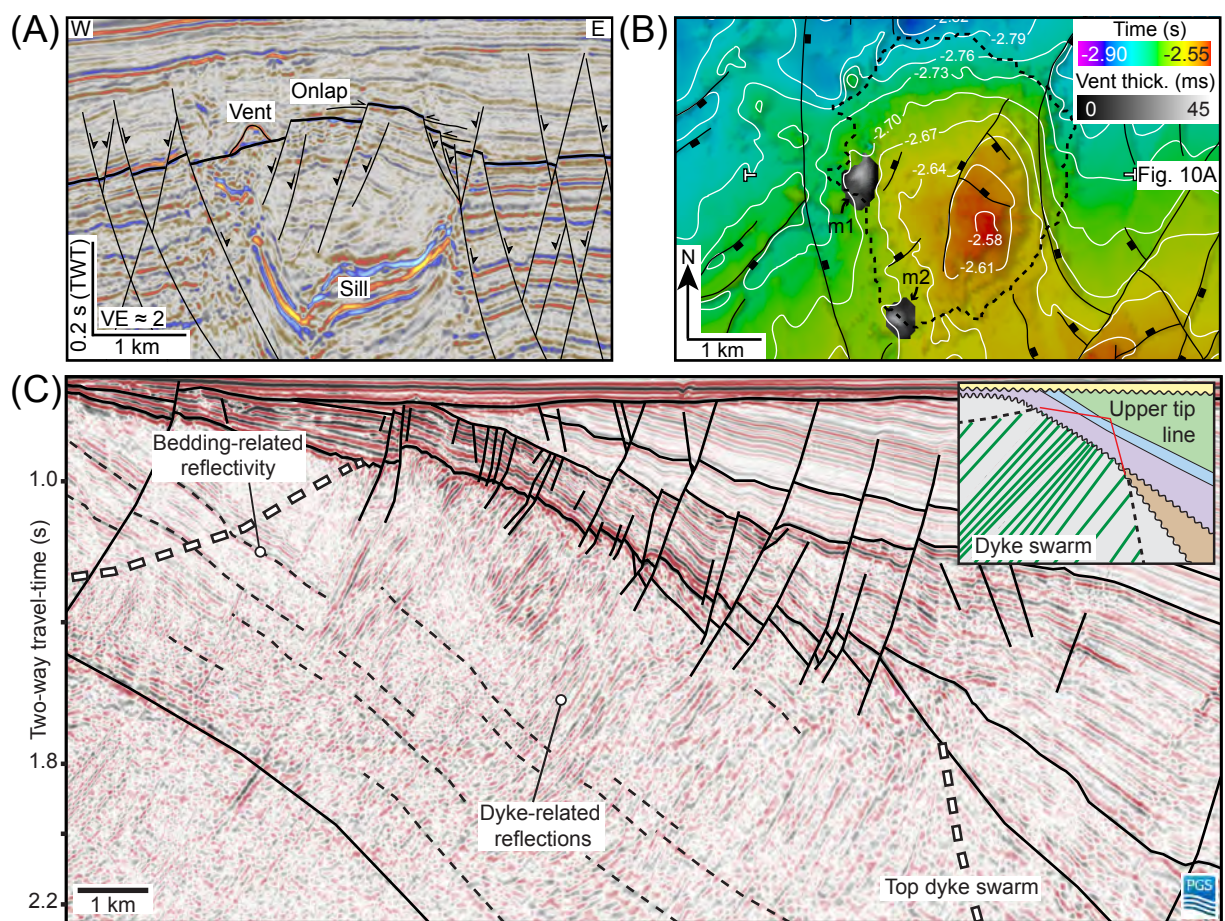 (A)
W
E
Onlap
Vent
Sill
0.2 s (TWT)
VE ≈ 2
1 km
(B)
-2.79
-2.76
-2.73
-2.70
-2.67
-2.64
-2.58
-2.61
Time (s)
-2.90 -2.55
Vent thick. (ms)
0 45
T
T
Fig. 10A
m1
m2
N
1 km
(C)
Bedding-related
reflectivity
Upper tip
line
Dyke swarm
1.0
1.8
2.2
Two-way travel-time (s)
Dyke-related
reflections
Top dyke swarm
1 km
PGS